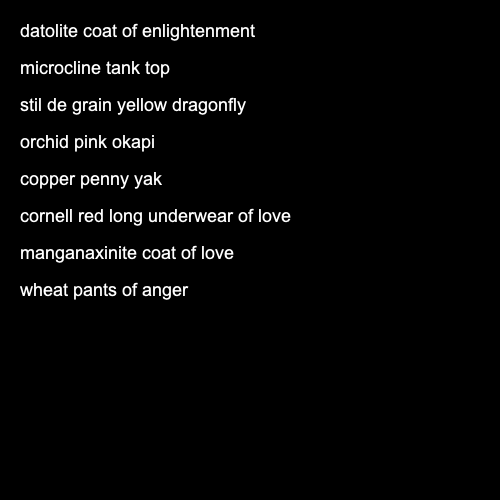 datolite coat of enlightenment
microcline tank top
stil de grain yellow dragonfly
orchid pink okapi
copper penny yak
cornell red long underwear of love
manganaxinite coat of love
wheat pants of anger